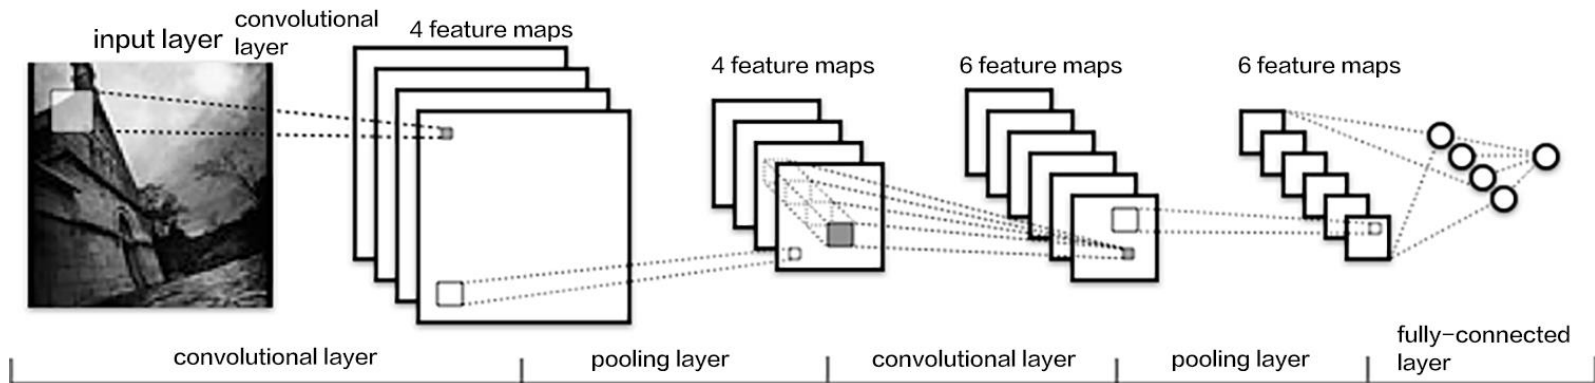 input layer
convolutional
layer
4 feature maps
4 feature maps
6 feature maps
6 feature maps
convolutional layer
pooling layer
convolutional layer
pooling layer
fully-connected
layer